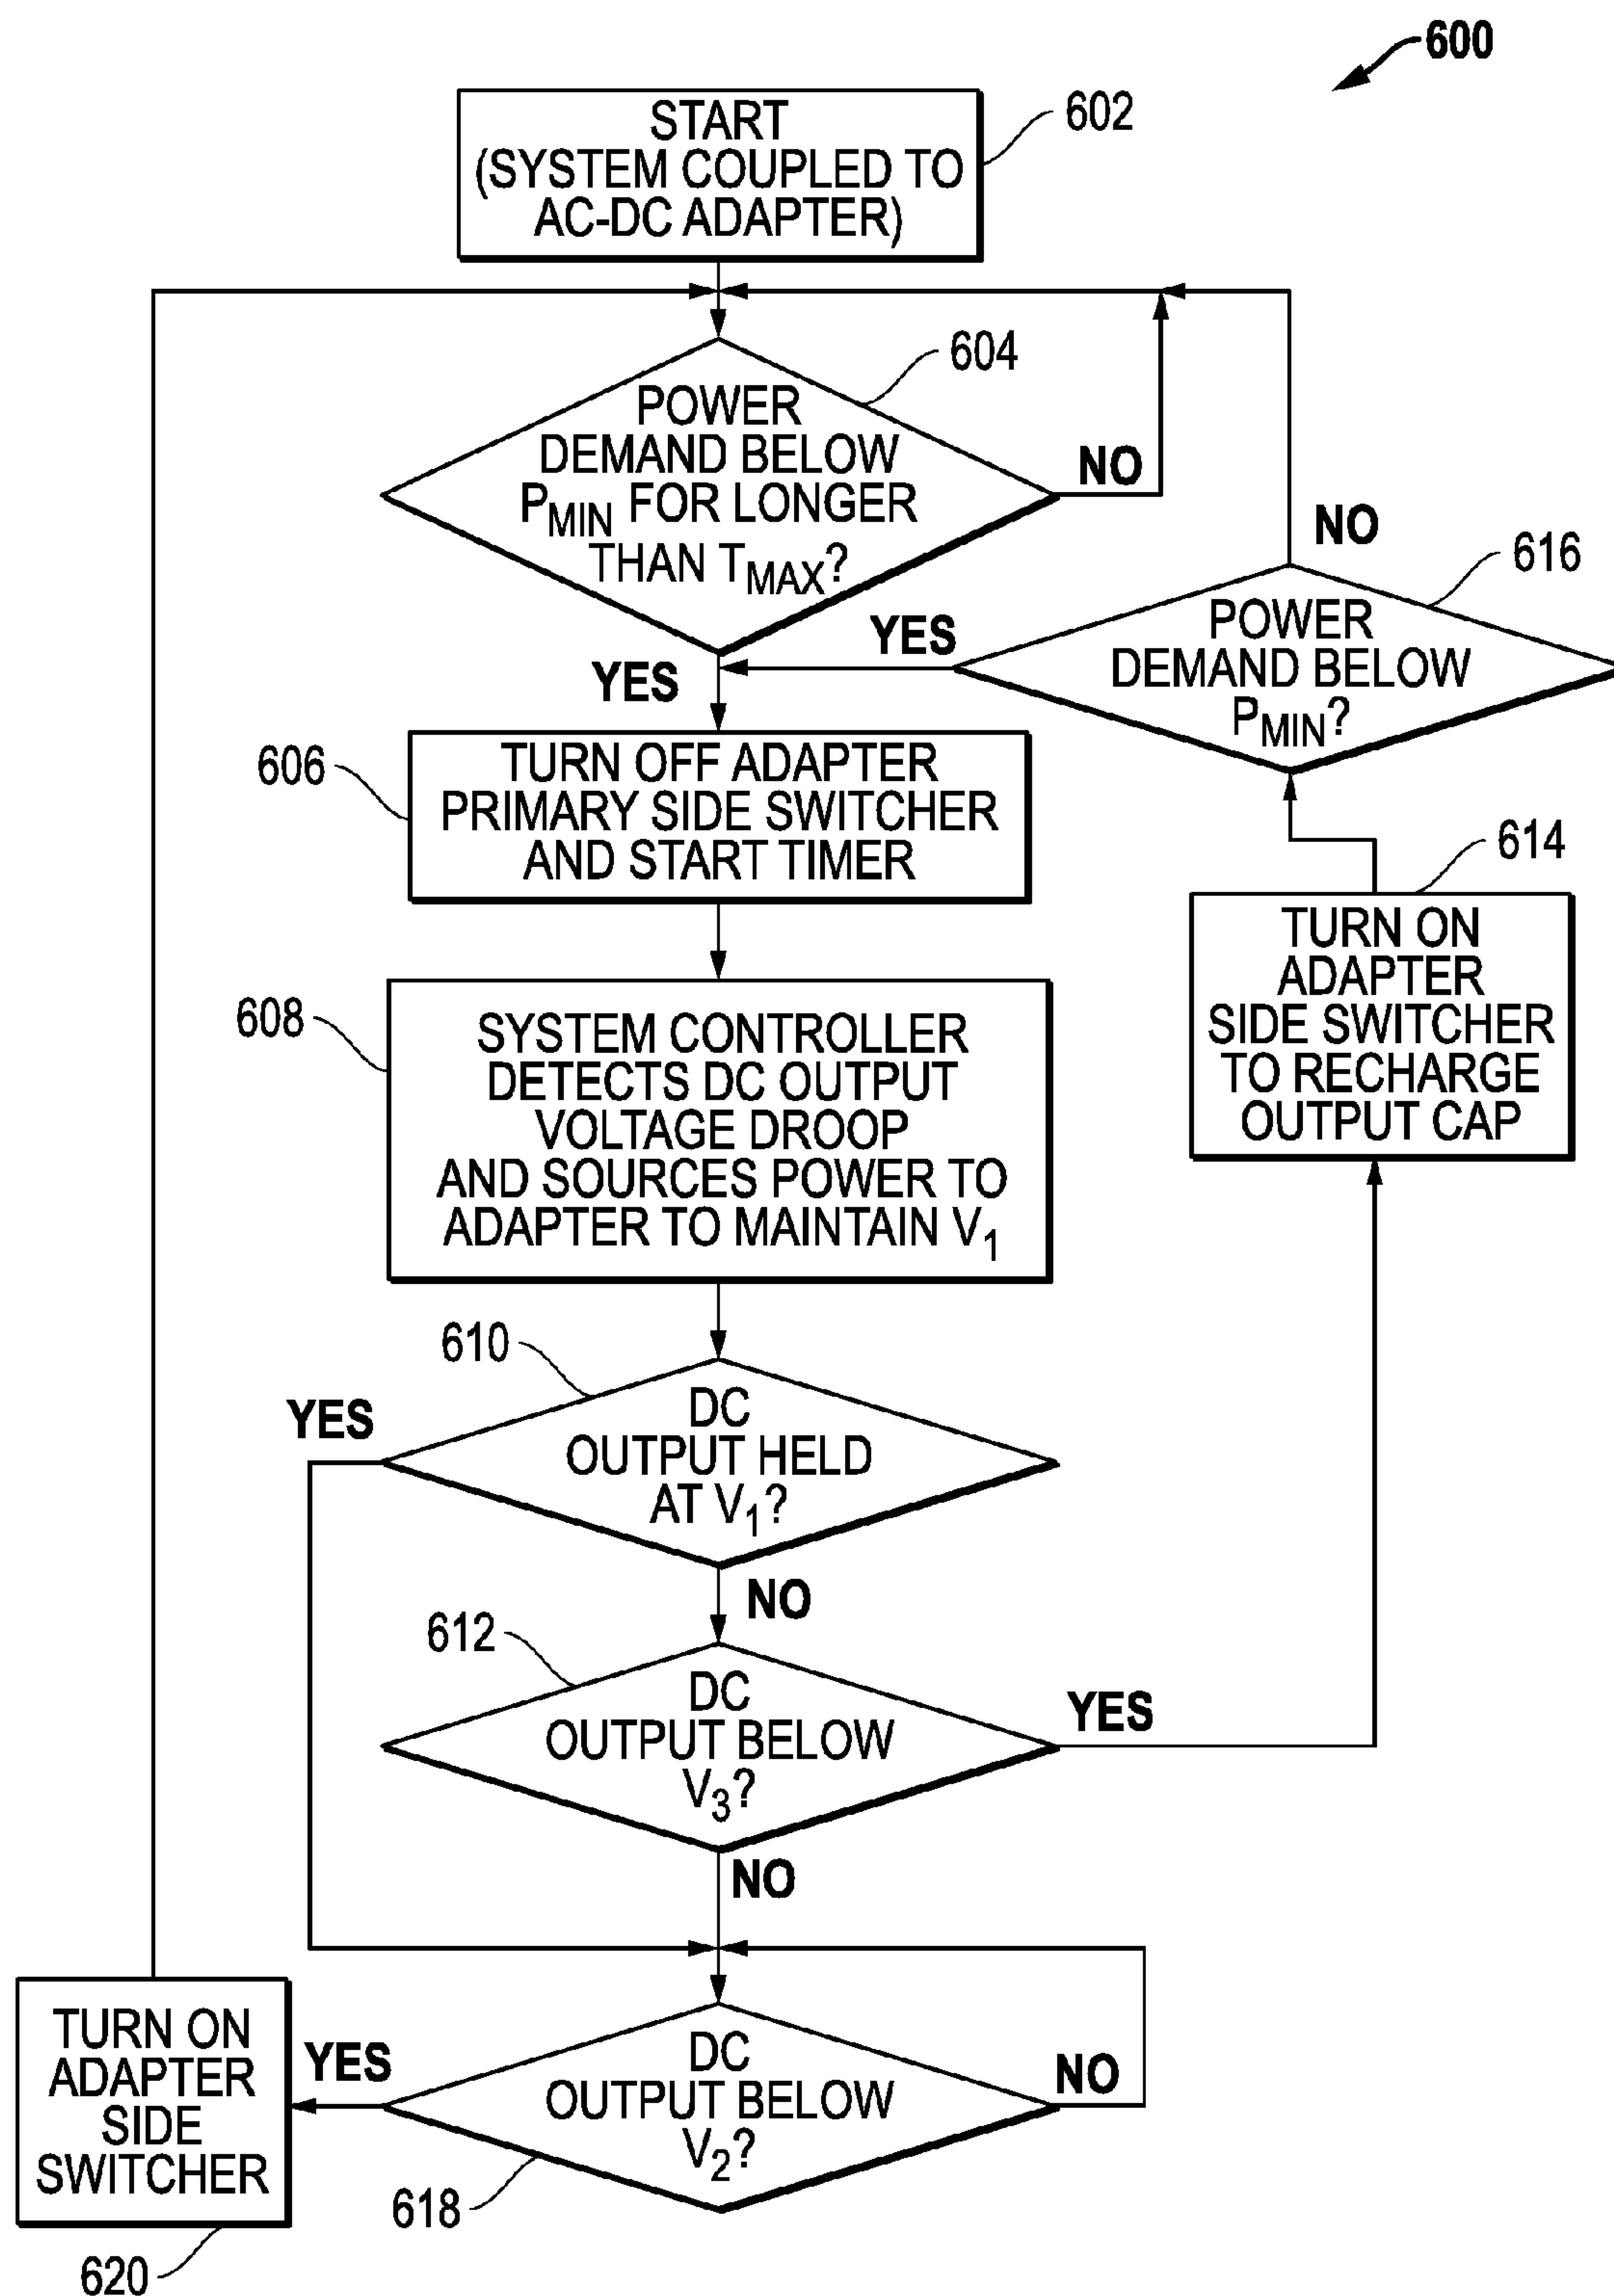 600
START
(SYSTEM COUPLED TO
AC-DC ADAPTER)
602
POWER
DEMAND BELOW
PMIN FOR LONGER
THAN TMAX?
604
NO
YES
POWER
DEMAND BELOW
PMIN?
616
NO
YES
TURN OFF ADAPTER
PRIMARY SIDE SWITCHER
AND START TIMER
606
TURN ON
ADAPTER
SIDE SWITCHER
TO RECHARGE
OUTPUT CAP
614
SYSTEM CONTROLLER
DETECTS DC OUTPUT
VOLTAGE DROOP
AND SOURCES POWER TO
ADAPTER TO MAINTAIN V1
608
610
DC
OUTPUT HELD
AT V1?
YES
NO
612
DC
OUTPUT BELOW
V3?
YES
NO
DC
OUTPUT BELOW
V2?
618
YES
NO
TURN ON
ADAPTER
SIDE
SWITCHER
620